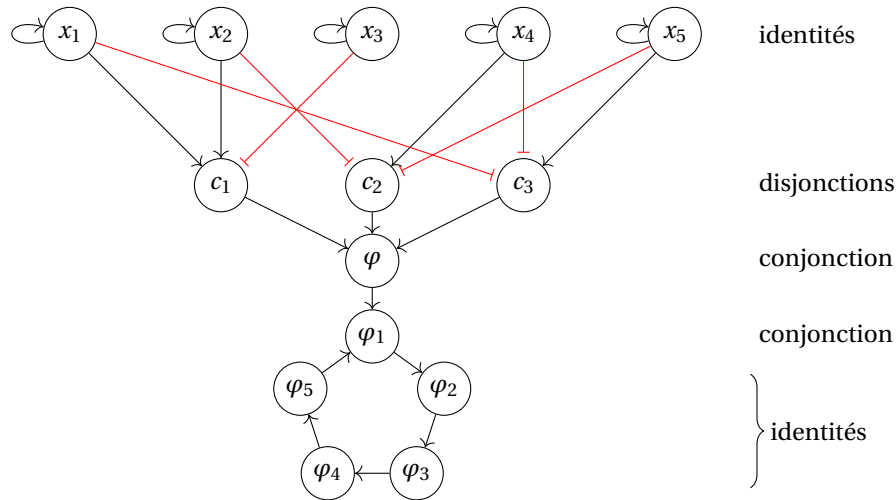 x₁ x₂ x₃ x₄ x₅ identités
c₁ c₂ c₃ disjonctions
φ conjonction
φ₁ conjonction
φ₅ φ₂
identités
φ₄ φ₃